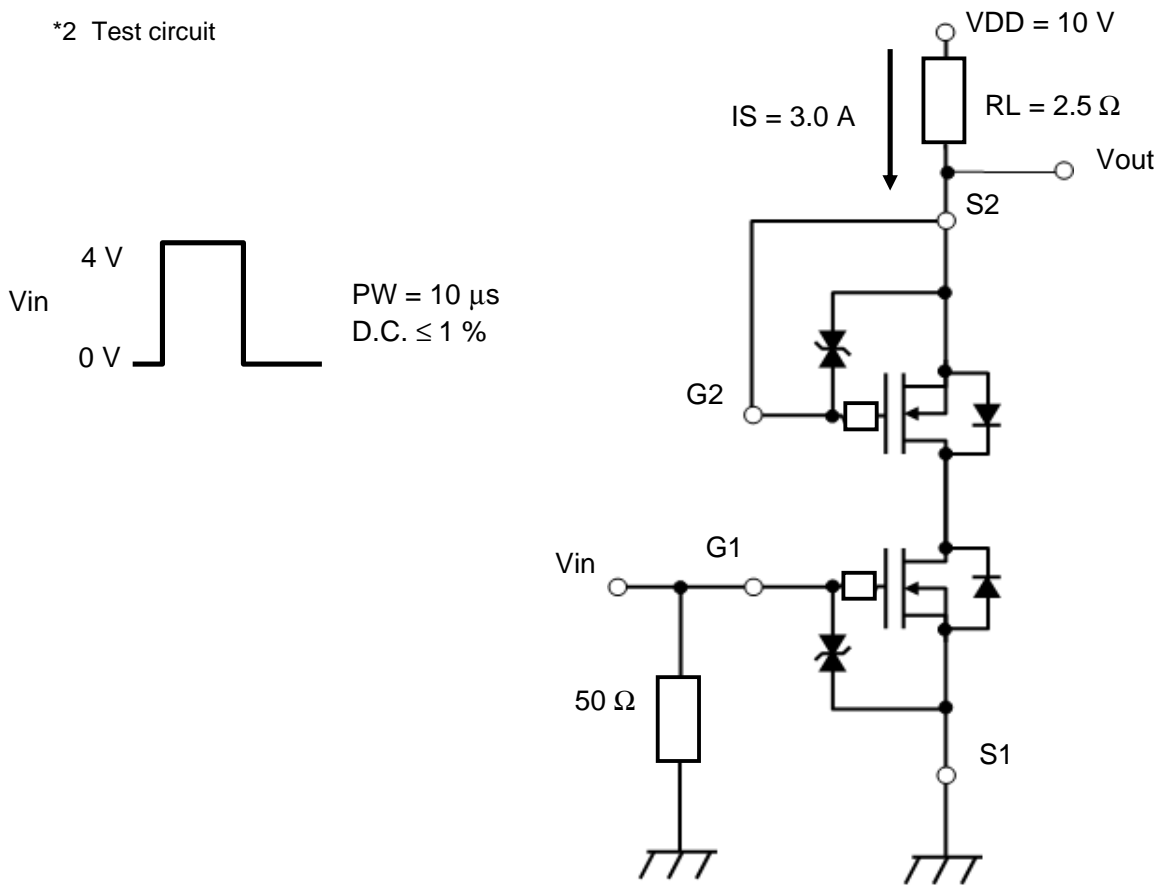 *2 Test circuit
VDD = 10 V
IS = 3.0 A
RL = 2.5 Ω
Vout
S2
4 V
Vin
0 V
PW = 10 μs
D.C. ≤ 1 %
G2
Vin
G1
50 Ω
S1